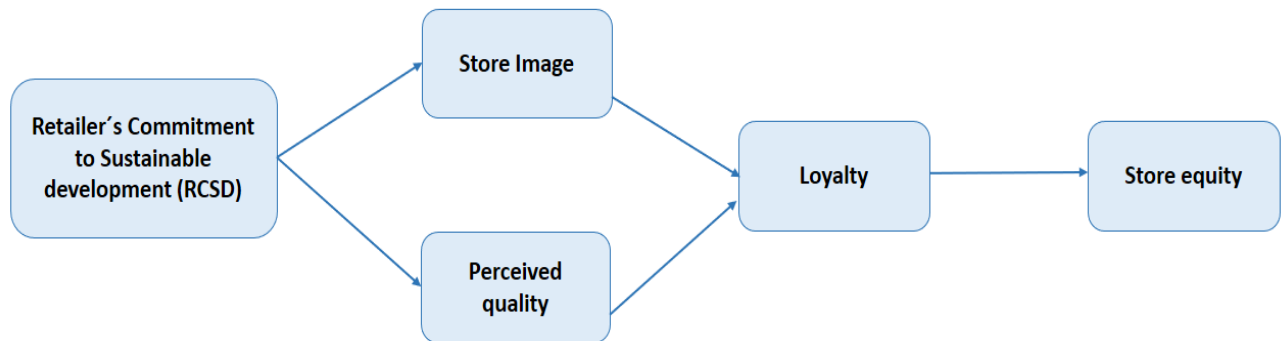 Store Image
Retailer´s Commitment
to Sustainable
development (RCSD)
Loyalty
Store equity
Perceived
quality